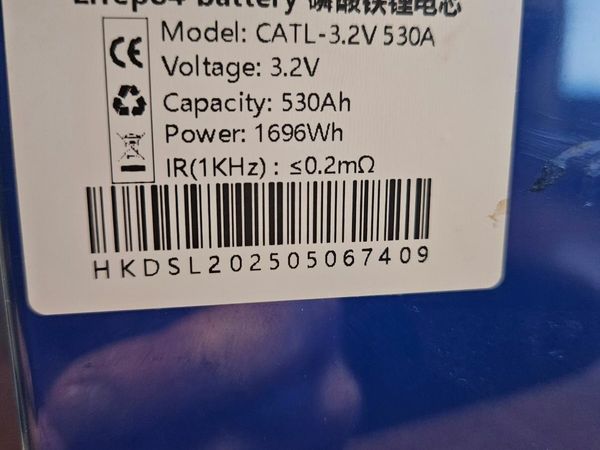 Lifepo4 battery 磷酸铁锂电芯
Model: CATL-3.2V 530A
Voltage: 3.2V
Capacity: 530Ah
Power: 1696Wh
IR(1KHz) : ≤0.2mΩ
HKDSL202505067409